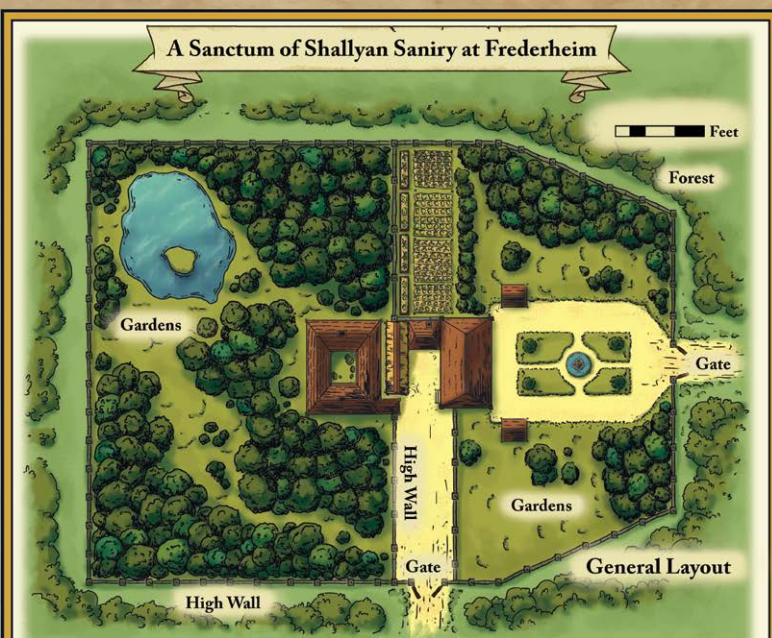 A Sanctum of Shallyan Saniry at Frederheim
Feet
Forest
Gardens
Gate
High Wall
Gardens
Gate
General Layout
High Wall